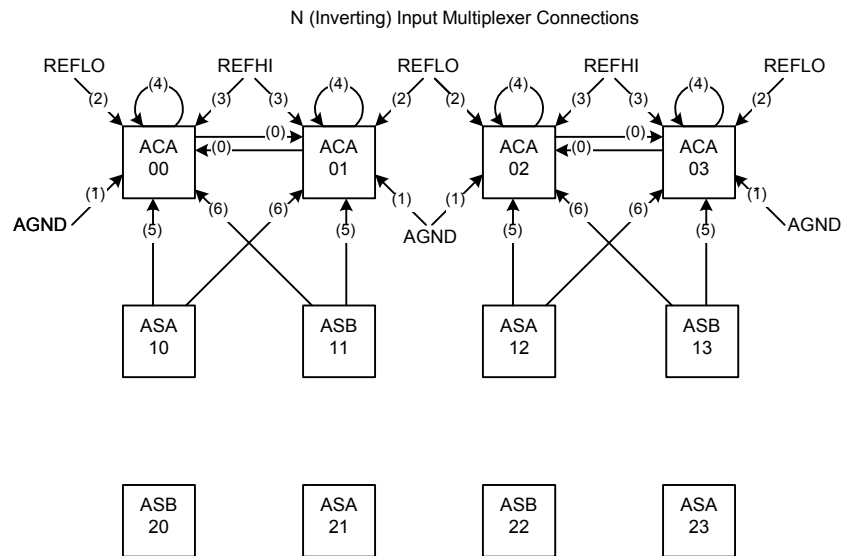 N (Inverting) Input Multiplexer Connections
REFLO REFHI REFLO REFHI REFLO
(4) (4) (4) (4)
(2) (3) (3) (2) (2) (3) (3) (2)
(0) (0)
ACA ACA ACA ACA
(0) (0)
00 01 02 03
(1) (1) (1) (1)
AGND AGND AGND
(5) (6) (6) (5) (5) (6) (6) (5)
ASA ASB ASA ASB
10 11 12 13
ASB ASA ASB ASA
20 21 22 23